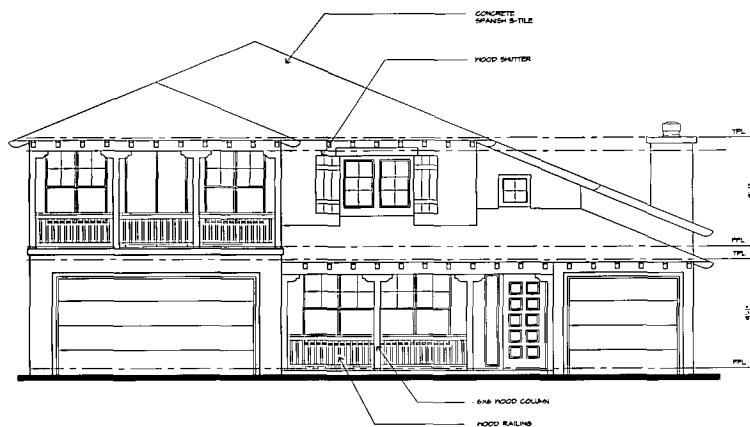 CONCRETE
SPANISH S-TILE
WOOD SHUTTER
TPL
FFL
TPL
FFL
6X6 WOOD COLUMN
WOOD RAILING